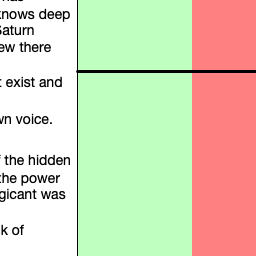 knows deep
Saturn
ew there
t exist and
wn voice.
f the hidden
the power
gicant was
k of